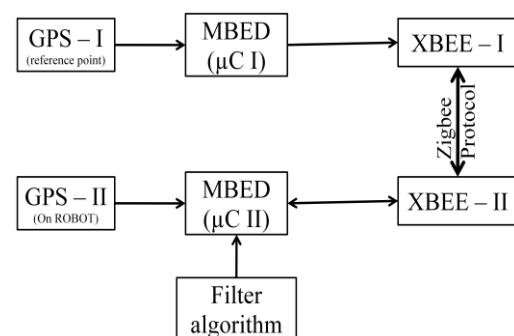 GPS – I
(reference point)
MBED
(μC I)
XBEE – I
Zigbee
Protocol
GPS – II
(On ROBOT)
MBED
(μC II)
XBEE – II
Filter
algorithm